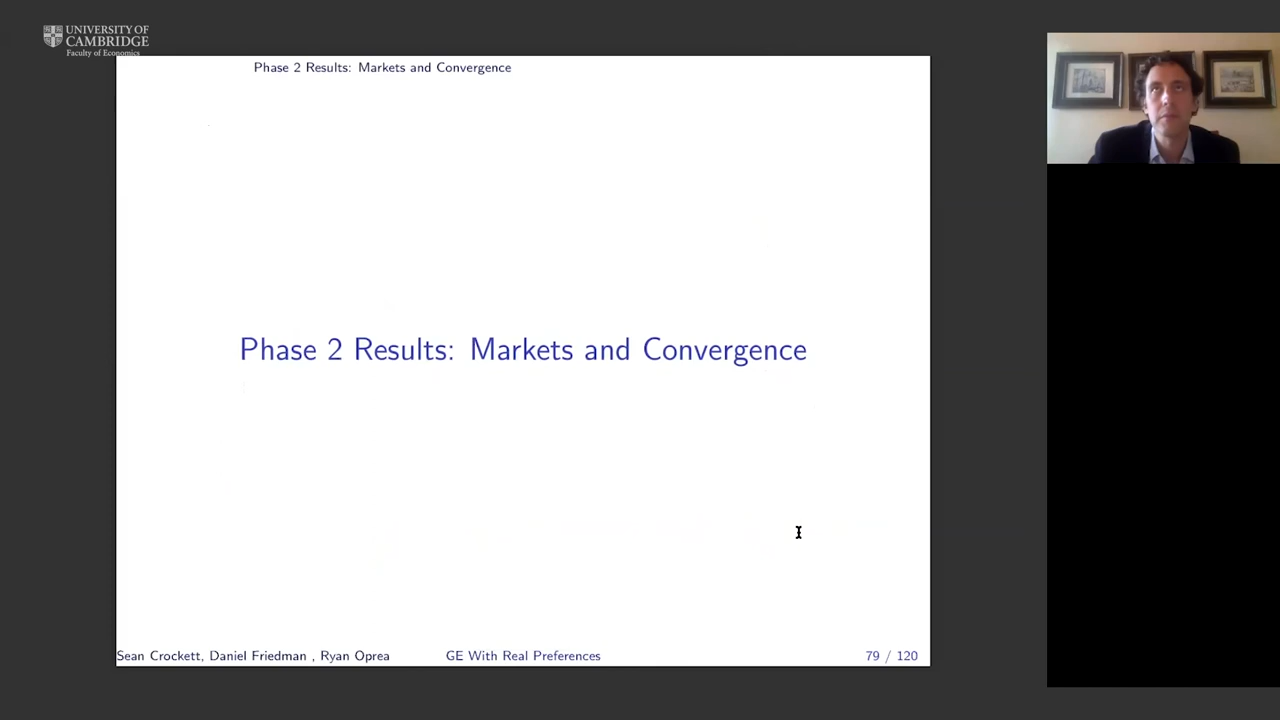 UNIVERSITY OF
CAMBRIDGE
Faculty of Economics
Phase 2 Results: Markets and Convergence
Phase 2 Results: Markets and Convergence
Sean Crockett, Daniel Friedman , Ryan Oprea GE With Real Preferences 79 / 120